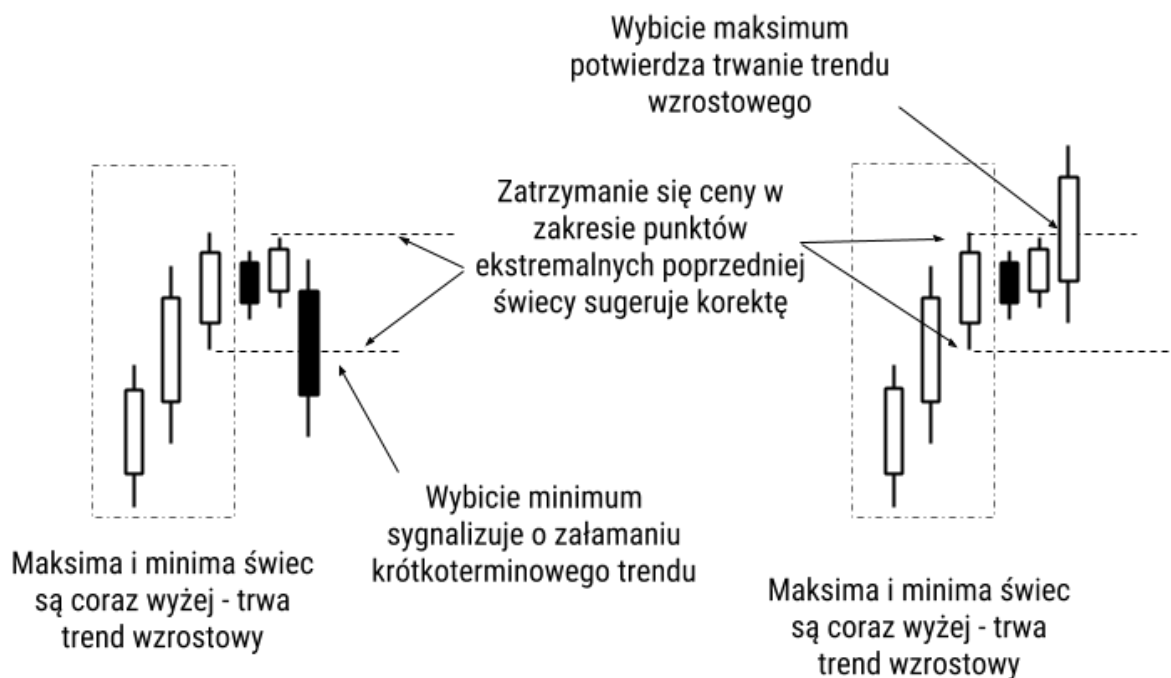 Wybicie maksimum
potwierdza trwanie trendu
wzrostowego
Zatrzymanie się ceny w
zakresie punktów
ekstremalnych poprzedniej
świecy sugeruje korektę
Wybicie minimum
sygnalizuje o załamaniu
krótkoterminowego trendu
Maksima i minima świec
są coraz wyżej - trwa
trend wzrostowy
Maksima i minima świec
są coraz wyżej - trwa
trend wzrostowy